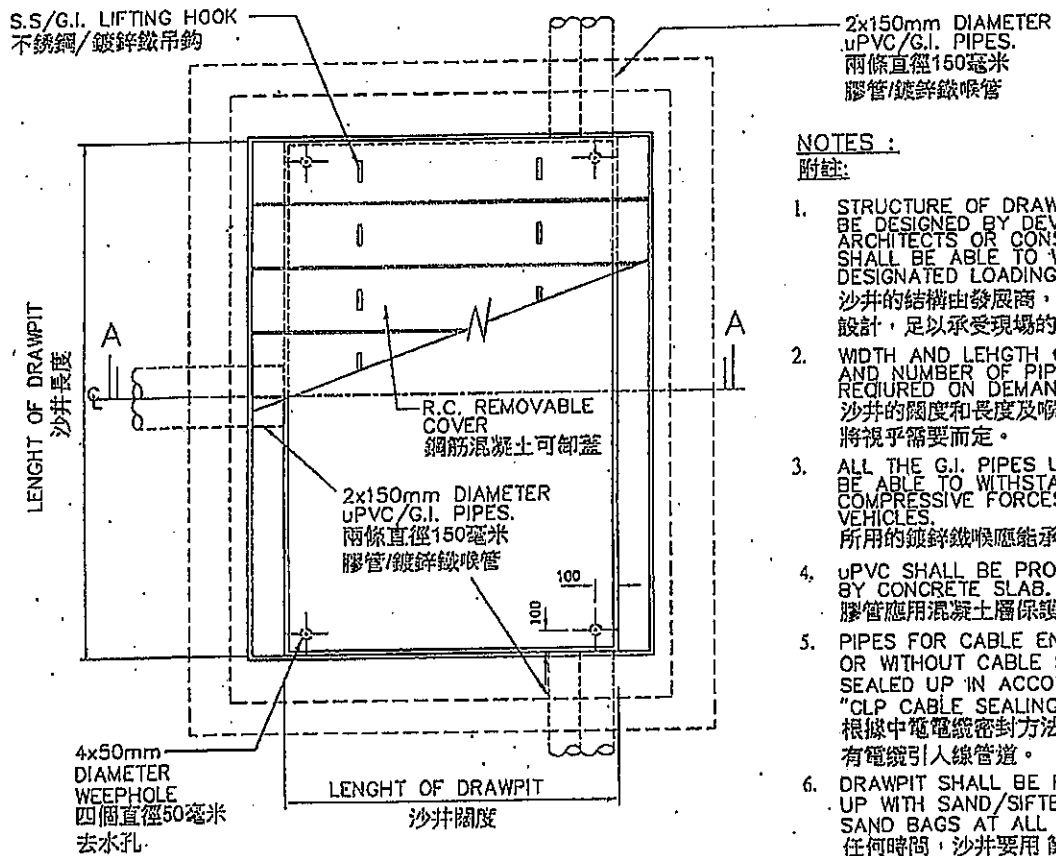 S.S/G.I. LIFTING HOOK
不銹鋼/鍍鋅鐵吊鈎
2x150mm DIAMETER
uPVC/G.I. PIPES.
兩條直徑150毫米
膠管/鍍鋅鐵喉管
NOTES :
附註:
1. STRUCTURE OF DRAW
BE DESIGNED BY DEV
ARCHITECTS OR CONS
SHALL BE ABLE TO
DESIGNATED LOADING
沙井的結構由發展商，
設計，足以承受現場的
2. WIDTH AND LEHGTH
AND NUMBER OF PIP
REQIURED ON DEMAN
沙井的闊度和長度及喉
將視乎需要而定。
3. ALL THE G.I. PIPES U
BE ABLE TO WITHSTA
COMPRESSIVE FORCES
VEHICLES.
所用的鍍鋅鐵喉應能承
4. uPVC SHALL BE PRO
BY CONCRETE SLAB.
膠管應用混凝土層保護
5. PIPES FOR CABLE EN
OR WITHOUT CABLE
SEALED UP IN ACCO
"CLP CABLE SEALING
根據中電電纜密封方法
有電纜引入線管道。
6. DRAWPIT SHALL BE
UP WITH SAND/SIFTE
SAND BAGS AT ALL
任何時間，沙井要用
LENGHT OF DRAWPIT
沙井長度
A
A
R.C. REMOVABLE
COVER
鋼筋混凝土可卸蓋
2x150mm DIAMETER
uPVC/G.I. PIPES.
兩條直徑150毫米
膠管/鍍鋅鐵喉管
100
100
4x50mm
DIAMETER
WEEPHOLE
四個直徑50毫米
去水孔
LENGHT OF DRAWPIT
沙井闊度